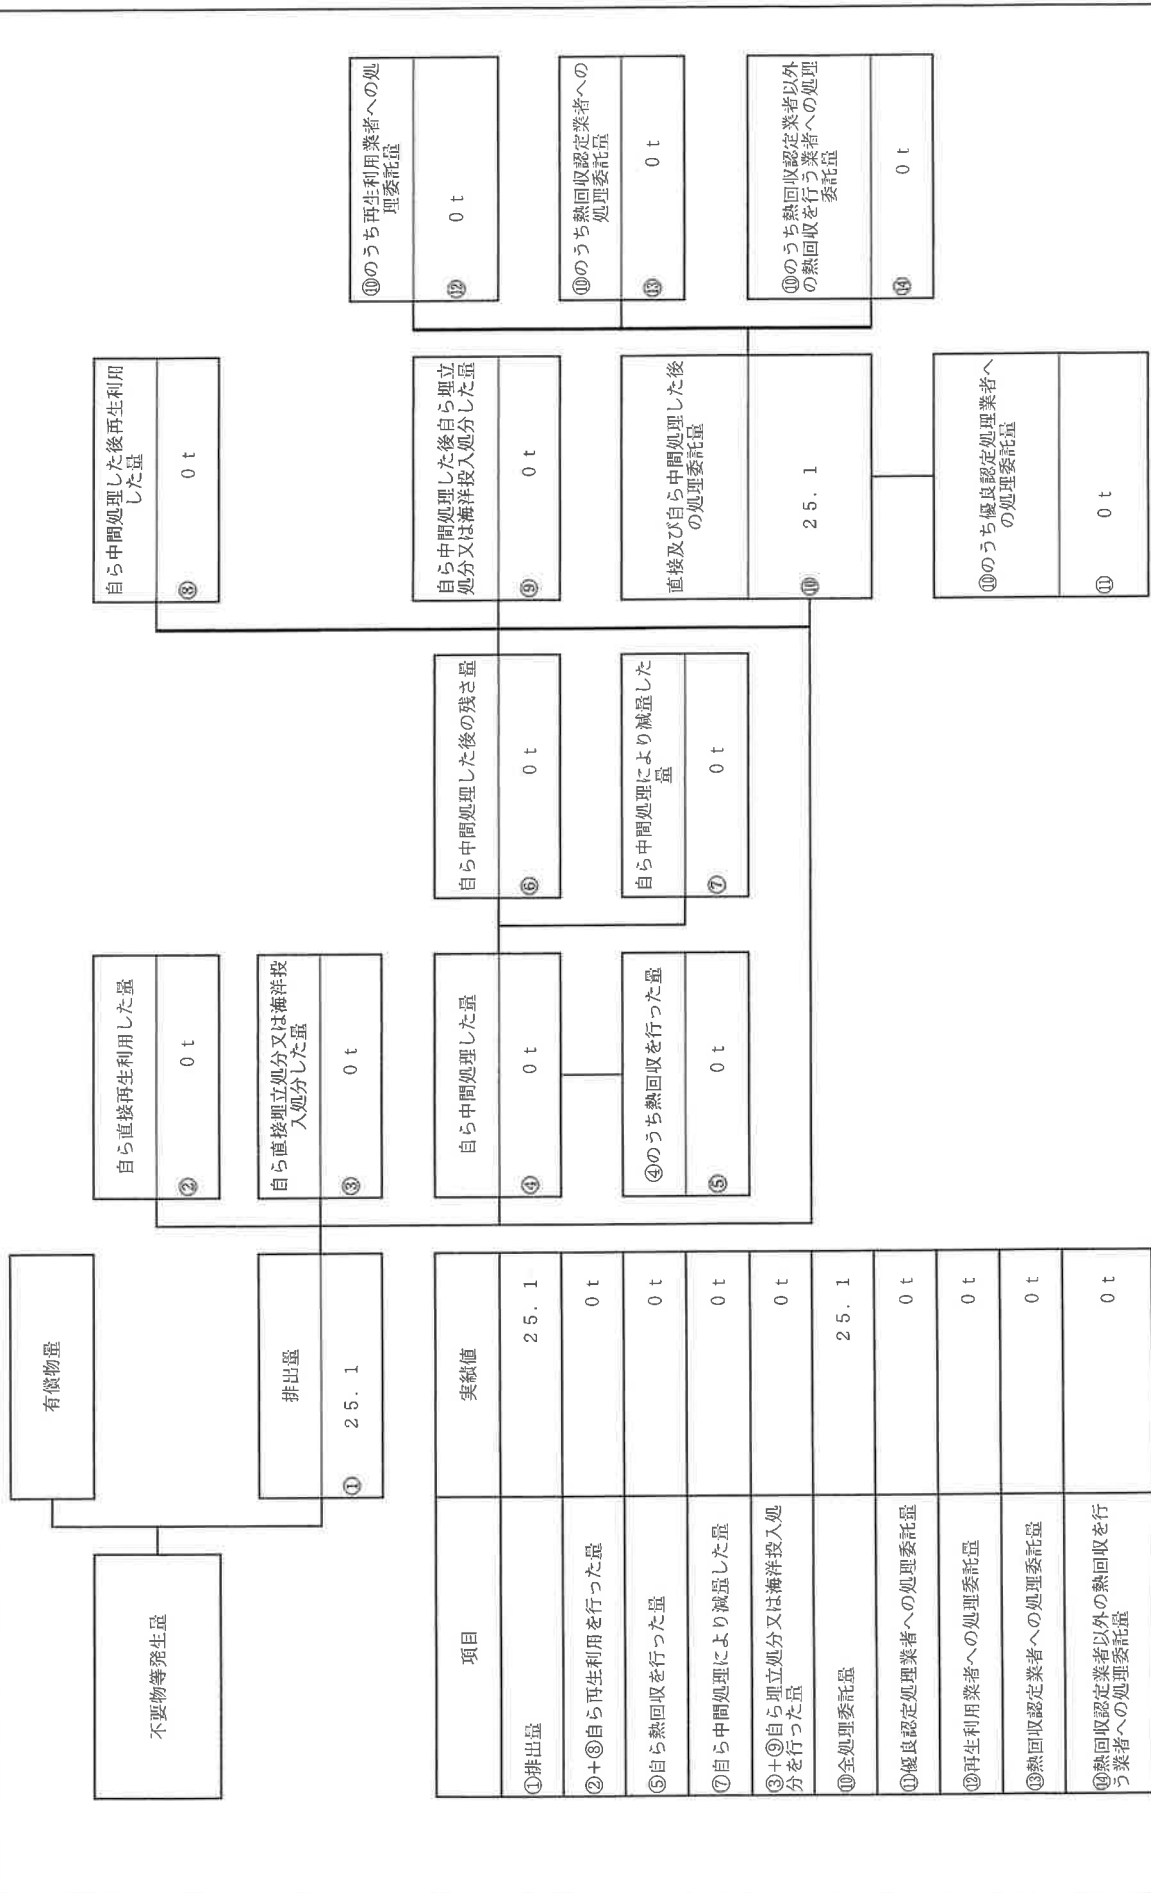 有償物量
不要物等発生量
排出量
① 25.1
自ら直接再生利用した量
② 0t
自ら直接埋立処分又は海洋投
入処分した量
③ 0t
自ら中間処理した量
④ 0t
④のうち熱回収を行った量
⑤ 0t
自ら中間処理した後の残さ量
⑥ 0t
自ら中間処理により減量した
量
⑦ 0t
自ら中間処理した後再生利用
した量
⑧ 0t
自ら中間処理した後自ら埋立
処分又は海洋投入処分した量
⑨ 0t
直接及び自ら中間処理した後
の処理委託量
⑩ 25.1
⑩のうち優良認定処理業者へ
の処理委託量
⑪ 0t
⑩のうち再生利用業者への処
理委託量
⑫ 0t
⑩のうち熱回収認定業者への
処理委託量
⑬ 0t
⑩のうち熱回収認定業者以外
の熱回収を行う業者への処理
委託量
⑭ 0t
項目 実績値
①排出量 25.1
②+⑧自ら再生利用を行った量 0t
⑤自ら熱回収を行った量 0t
⑦自ら中間処理により減量した量 0t
③+⑨自ら埋立処分又は海洋投入処
分を行った量 0t
⑩全処理委託量 25.1
⑪優良認定処理業者への処理委託量 0t
⑫再生利用業者への処理委託量 0t
⑬熱回収認定業者への処理委託量 0t
⑭熱回収認定業者以外の熱回収を行
う業者への処理委託量 0t